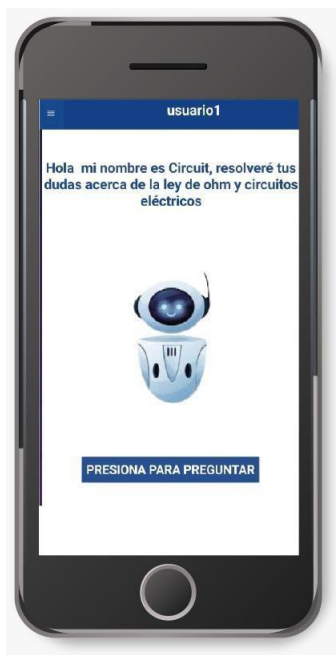 usuario1
Hola mi nombre es Circuit, resolveré tus
dudas acerca de la ley de ohm y circuitos
eléctricos
PRESIONA PARA PREGUNTAR